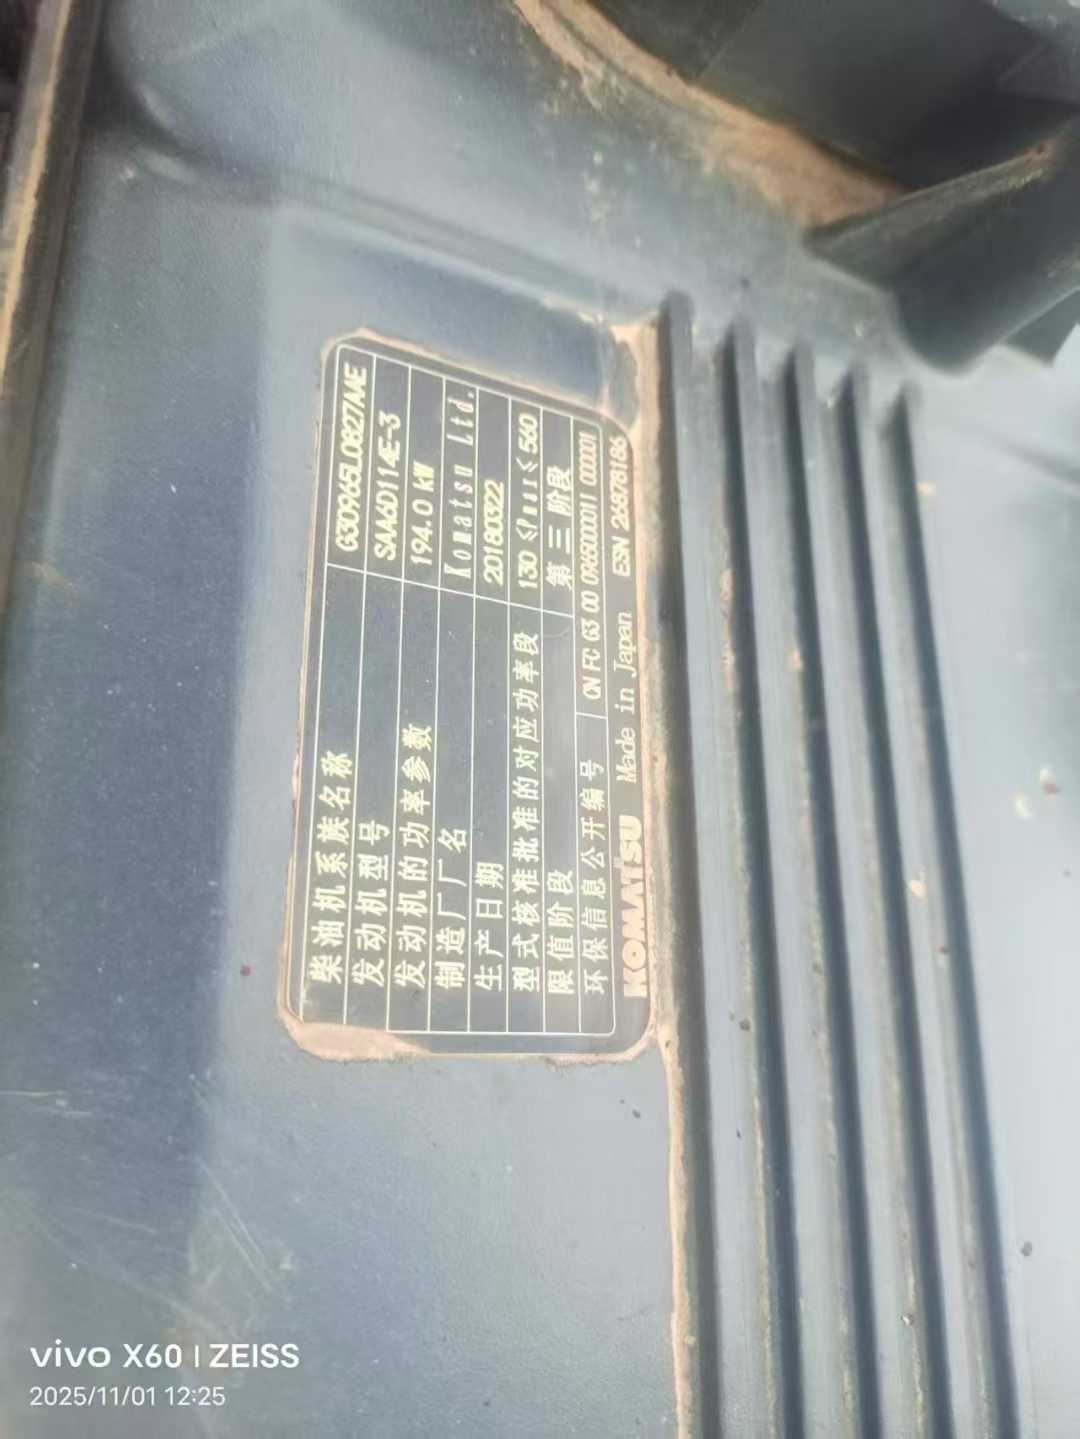 柴油机系族名称 G30965L0827AAE
发动机型号 SAA6D114E-3
发动机的功率参数 194.0 kW
制造厂厂名 Komatsu Ltd.
生产日期 20180322
型式核准批准的对应功率段 130≤Pmax≤560
限值阶段 第三阶段
环保信息公开编号 CN FC G3 00 0965000011 000001
KOMATSU Made in Japan ESN 26878186
vivo X60 | ZEISS
2025/11/01 12:25